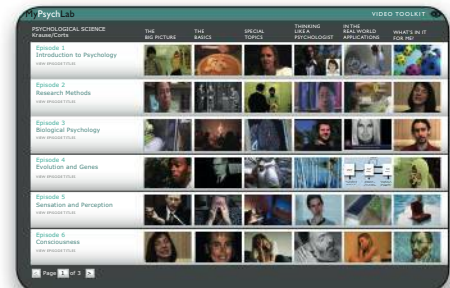 MyPsychLab
VIDEO TOOLKIT
PSYCHOLOGICAL SCIENCE
Krause/Corts
THE
BIG PICTURE
THE
BASICS
SPECIAL
TOPICS
THINKING
LIKE A
PSYCHOLOGIST
IN THE
REAL WORLD
APPLICATIONS
WHAT'S IN IT
FOR ME?
Episode 1
Introduction to Psychology
VIEW EPISODE TITLES
Episode 2
Research Methods
VIEW EPISODE TITLES
Episode 3
Biological Psychology
VIEW EPISODE TITLES
Episode 4
Evolution and Genes
VIEW EPISODE TITLES
Episode 5
Sensation and Perception
VIEW EPISODE TITLES
Episode 6
Consciousness
VIEW EPISODE TITLES
< Page 1 of 3 >